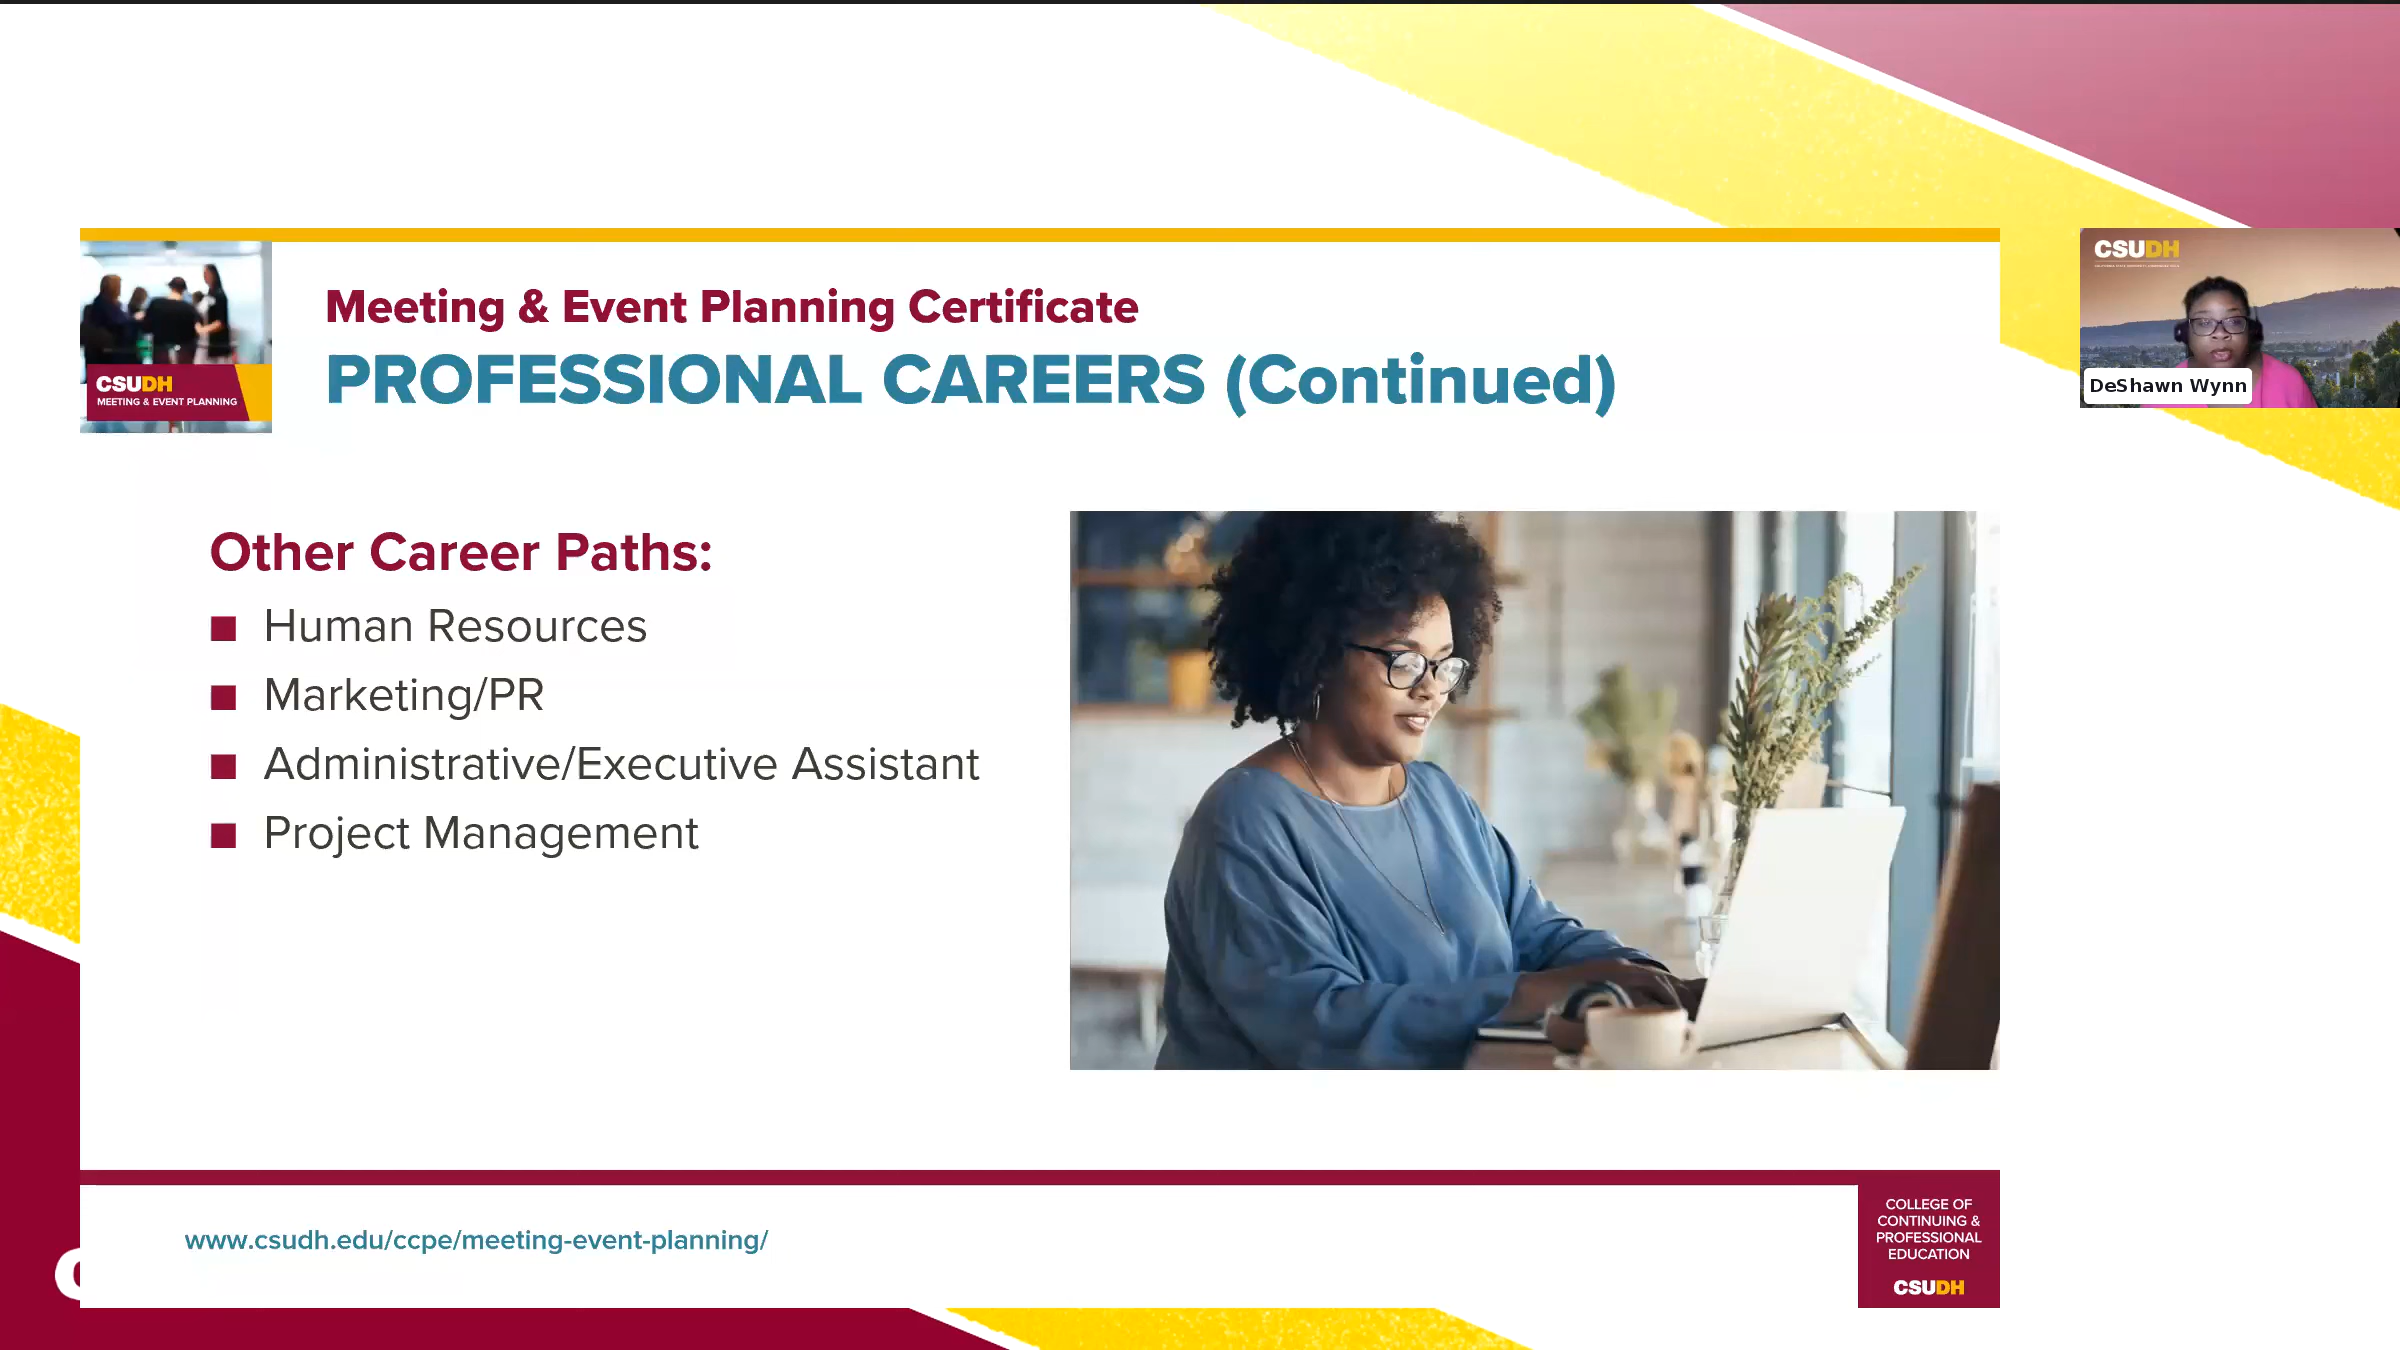 CSUDH
MEETING & EVENT PLANNING
Meeting & Event Planning Certificate
PROFESSIONAL CAREERS (Continued)
CSUDH
DeShawn Wynn
Other Career Paths:
■ Human Resources
■ Marketing/PR
■ Administrative/Executive Assistant
■ Project Management
www.csudh.edu/ccpe/meeting-event-planning/
COLLEGE OF
CONTINUING &
PROFESSIONAL
EDUCATION
CSUDH